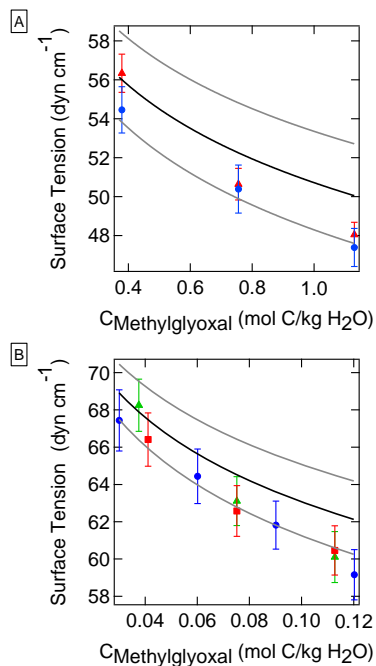 A
58
56
54
52
50
48
Surface Tension (dyn cm⁻¹)
0.4 0.6 0.8 1.0
CMethylglyoxal (mol C/kg H₂O)
B
70
68
66
64
62
60
58
Surface Tension (dyn cm⁻¹)
0.04 0.06 0.08 0.10 0.12
CMethylglyoxal (mol C/kg H₂O)